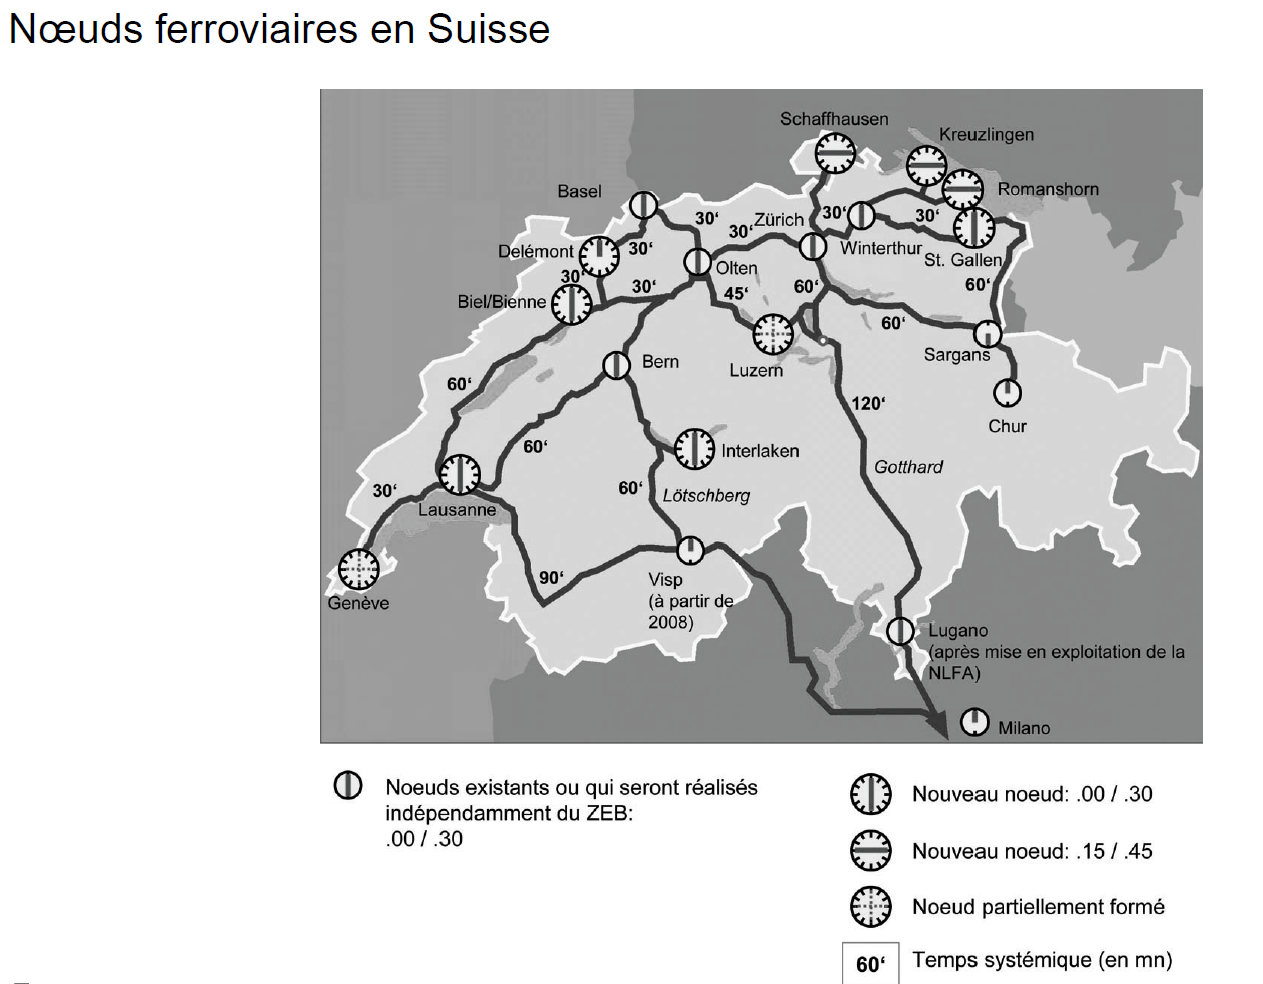 Nœuds ferroviaires en Suisse
Schaffhausen
Kreuzlingen
Basel
Romanshorn
30‘
30‘
Zürich
30‘
30‘
Delémont
30‘
Winterthur
St. Gallen
30‘
Olten
Biel/Bienne
30‘
45‘
60‘
60‘
60‘
Sargans
Bern
Luzern
60‘
120‘
Chur
60‘
Interlaken
Gotthard
30‘
60‘
Lötschberg
Lausanne
90‘
Visp
(à partir de
2008)
Genève
Lugano
(après mise en exploitation de la
NLFA)
Milano
Noeuds existants ou qui seront réalisés
indépendamment du ZEB:
.00 / .30
Nouveau noeud: .00 / .30
Nouveau noeud: .15 / .45
Noeud partiellement formé
60‘ Temps systémique (en mn)